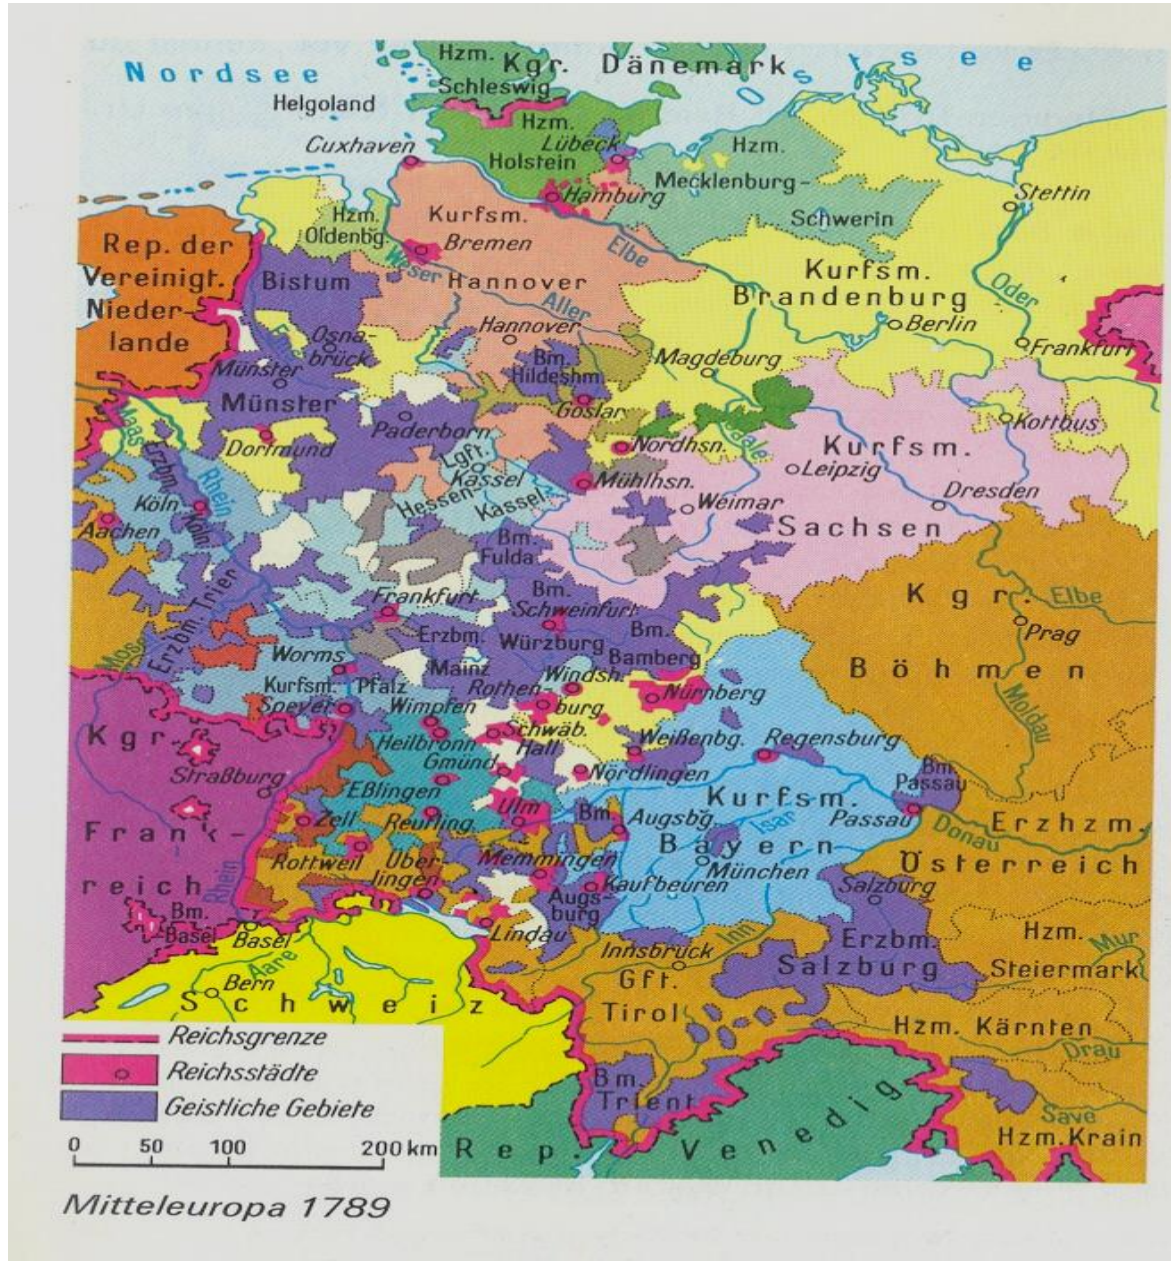 Nordsee
Ostsee
Hzm.
Schleswig
Kgr. Dänemark
Helgoland
Cuxhaven
Hzm.
Holstein
Lübeck
Hamburg
Hzm.
Mecklenburg-
Schwerin
Stettin
Rep. der
Vereinigt.
Nieder-
lande
Hzm.
Oldenbg.
Kurfsm.
Hannover
Bremen
Weser
Elbe
Aller
Hannover
Kurfsm.
Brandenburg
Berlin
Oder
Frankfurt
Bistum
Münster
Osna-
brück
Ems
Münster
Bm.
Hildeshm.
Goslar
Magdeburg
Maas
Dortmund
Paderborn
Nordhsn.
Saale
Kottbus
Erzbm.
Köln
Rhein
Köln
Aachen
Lgft.
Hessen-
Kassel
Kassel
Mühlhsn.
Weimar
Leipzig
Kurfsm.
Sachsen
Dresden
Bm.
Fulda
Erzbm. Trier
Mosel
Frankfurt
Bm.
Schweinfurt
Würzburg
Erzbm.
Mainz
Bm.
Bamberg
Kgr.
Böhmen
Elbe
Prag
Moldau
Worms
Kurfsm. Pfalz
Speyer
Wimpfen
Rothen-
burg
Windsh.
Nürnberg
Kgr.
Frank-
reich
Straßburg
Heilbronn
Schwäb.
Hall
Gmünd
Weißenbg.
Regensburg
Nördlingen
Eßlingen
Bm.
Passau
Passau
Kurfsm.
Bayern
Isar
München
Zell
Reutling.
Ulm
Bm.
Augsbg.
Augs-
burg
Donau
Erzhzm.
Österreich
Rottweil
Über-
lingen
Memmingen
Kaufbeuren
Salzburg
Rhein
Bm.
Basel
Basel
Lindau
Innsbruck
Inn
Erzbm.
Salzburg
Hzm.
Steiermark
Mur
Bern
Aare
Schweiz
Gft.
Tirol
Hzm. Kärnten
Drau
Bm.
Trient
Save
Hzm. Krain
Rep. Venedig
Reichsgrenze
Reichsstädte
Geistliche Gebiete
0 50 100 200 km
Mitteleuropa 1789